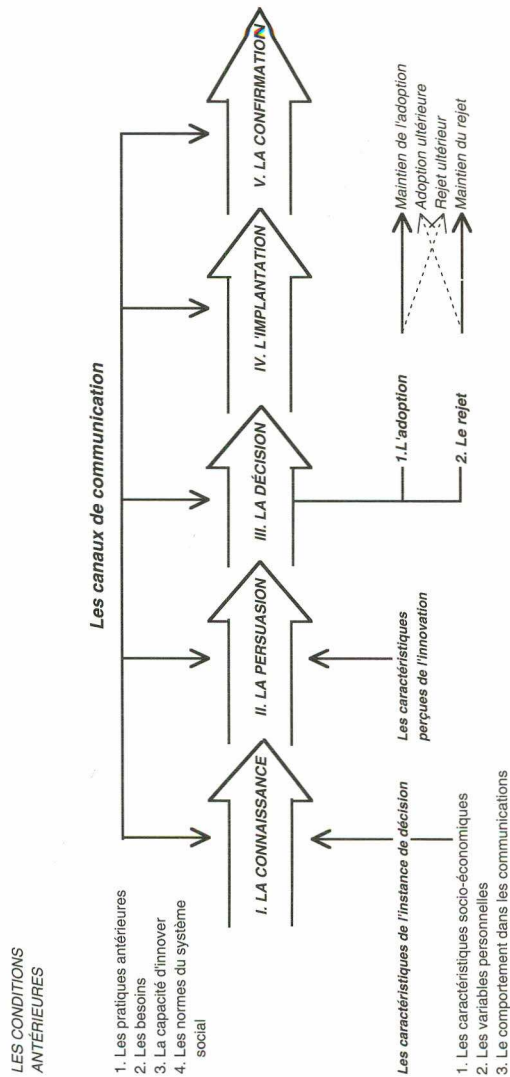 LES CONDITIONS
ANTÉRIEURES
1. Les pratiques antérieures
2. Les besoins
3. La capacité d'innover
4. Les normes du système
social
Les canaux de communication
I. LA CONNAISSANCE
II. LA PERSUASION
III. LA DÉCISION
IV. L'IMPLANTATION
V. LA CONFIRMATION
Les caractéristiques de l'instance de décision
1. Les caractéristiques socio-économiques
2. Les variables personnelles
3. Le comportement dans les communications
Les caractéristiques
perçues de l'innovation
1.L'adoption
2. Le rejet
Maintien de l'adoption
Adoption ultérieure
Rejet ultérieur
Maintien du rejet